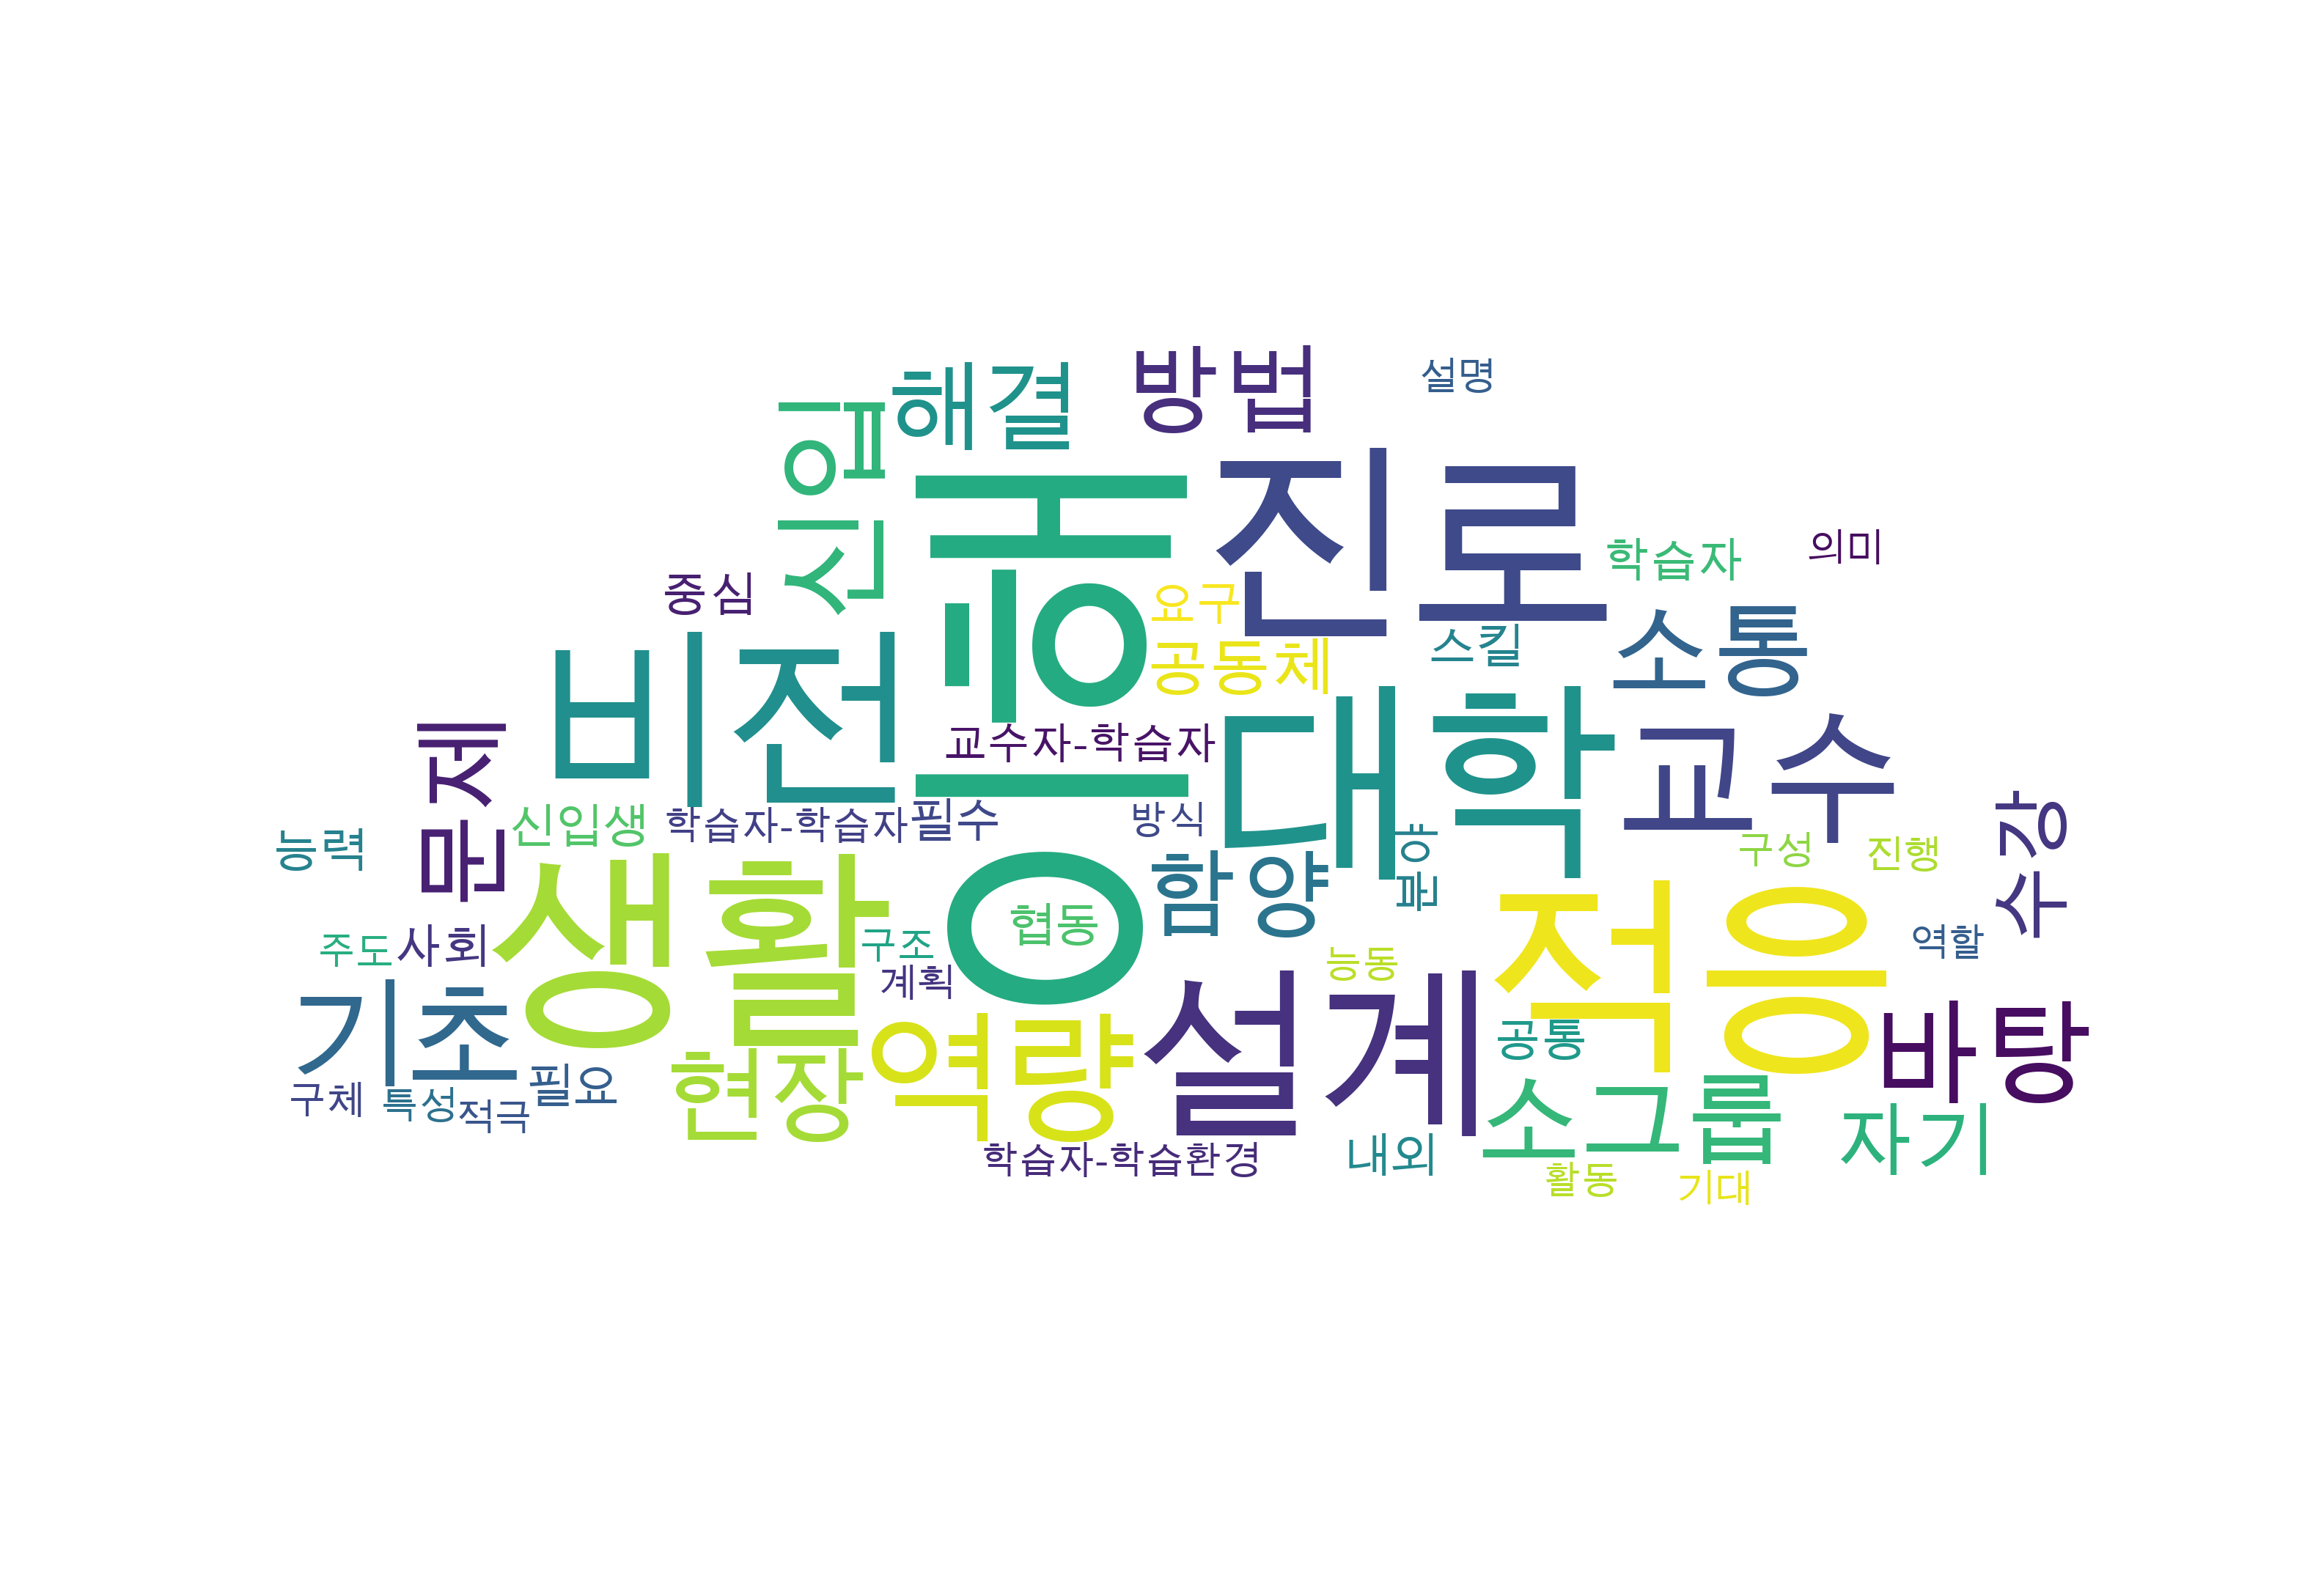 해결
방법
설명
신입
이해
진로
학습자
의미
중심
요구
공동체
스킬
소통
비전
교수자-학습자
대학
교수
문제
능력
신입생
학습자-학습자
필수
방식
분야
구성
진행
수강
생활
협동
함양
적응
역할
주도
사회
구조
계획
능동
기초
설계
공통
바탕
구체
특성
적극
필요
현장
역량
소그룹
자기
학습자-학습환경
내외
활동
기대